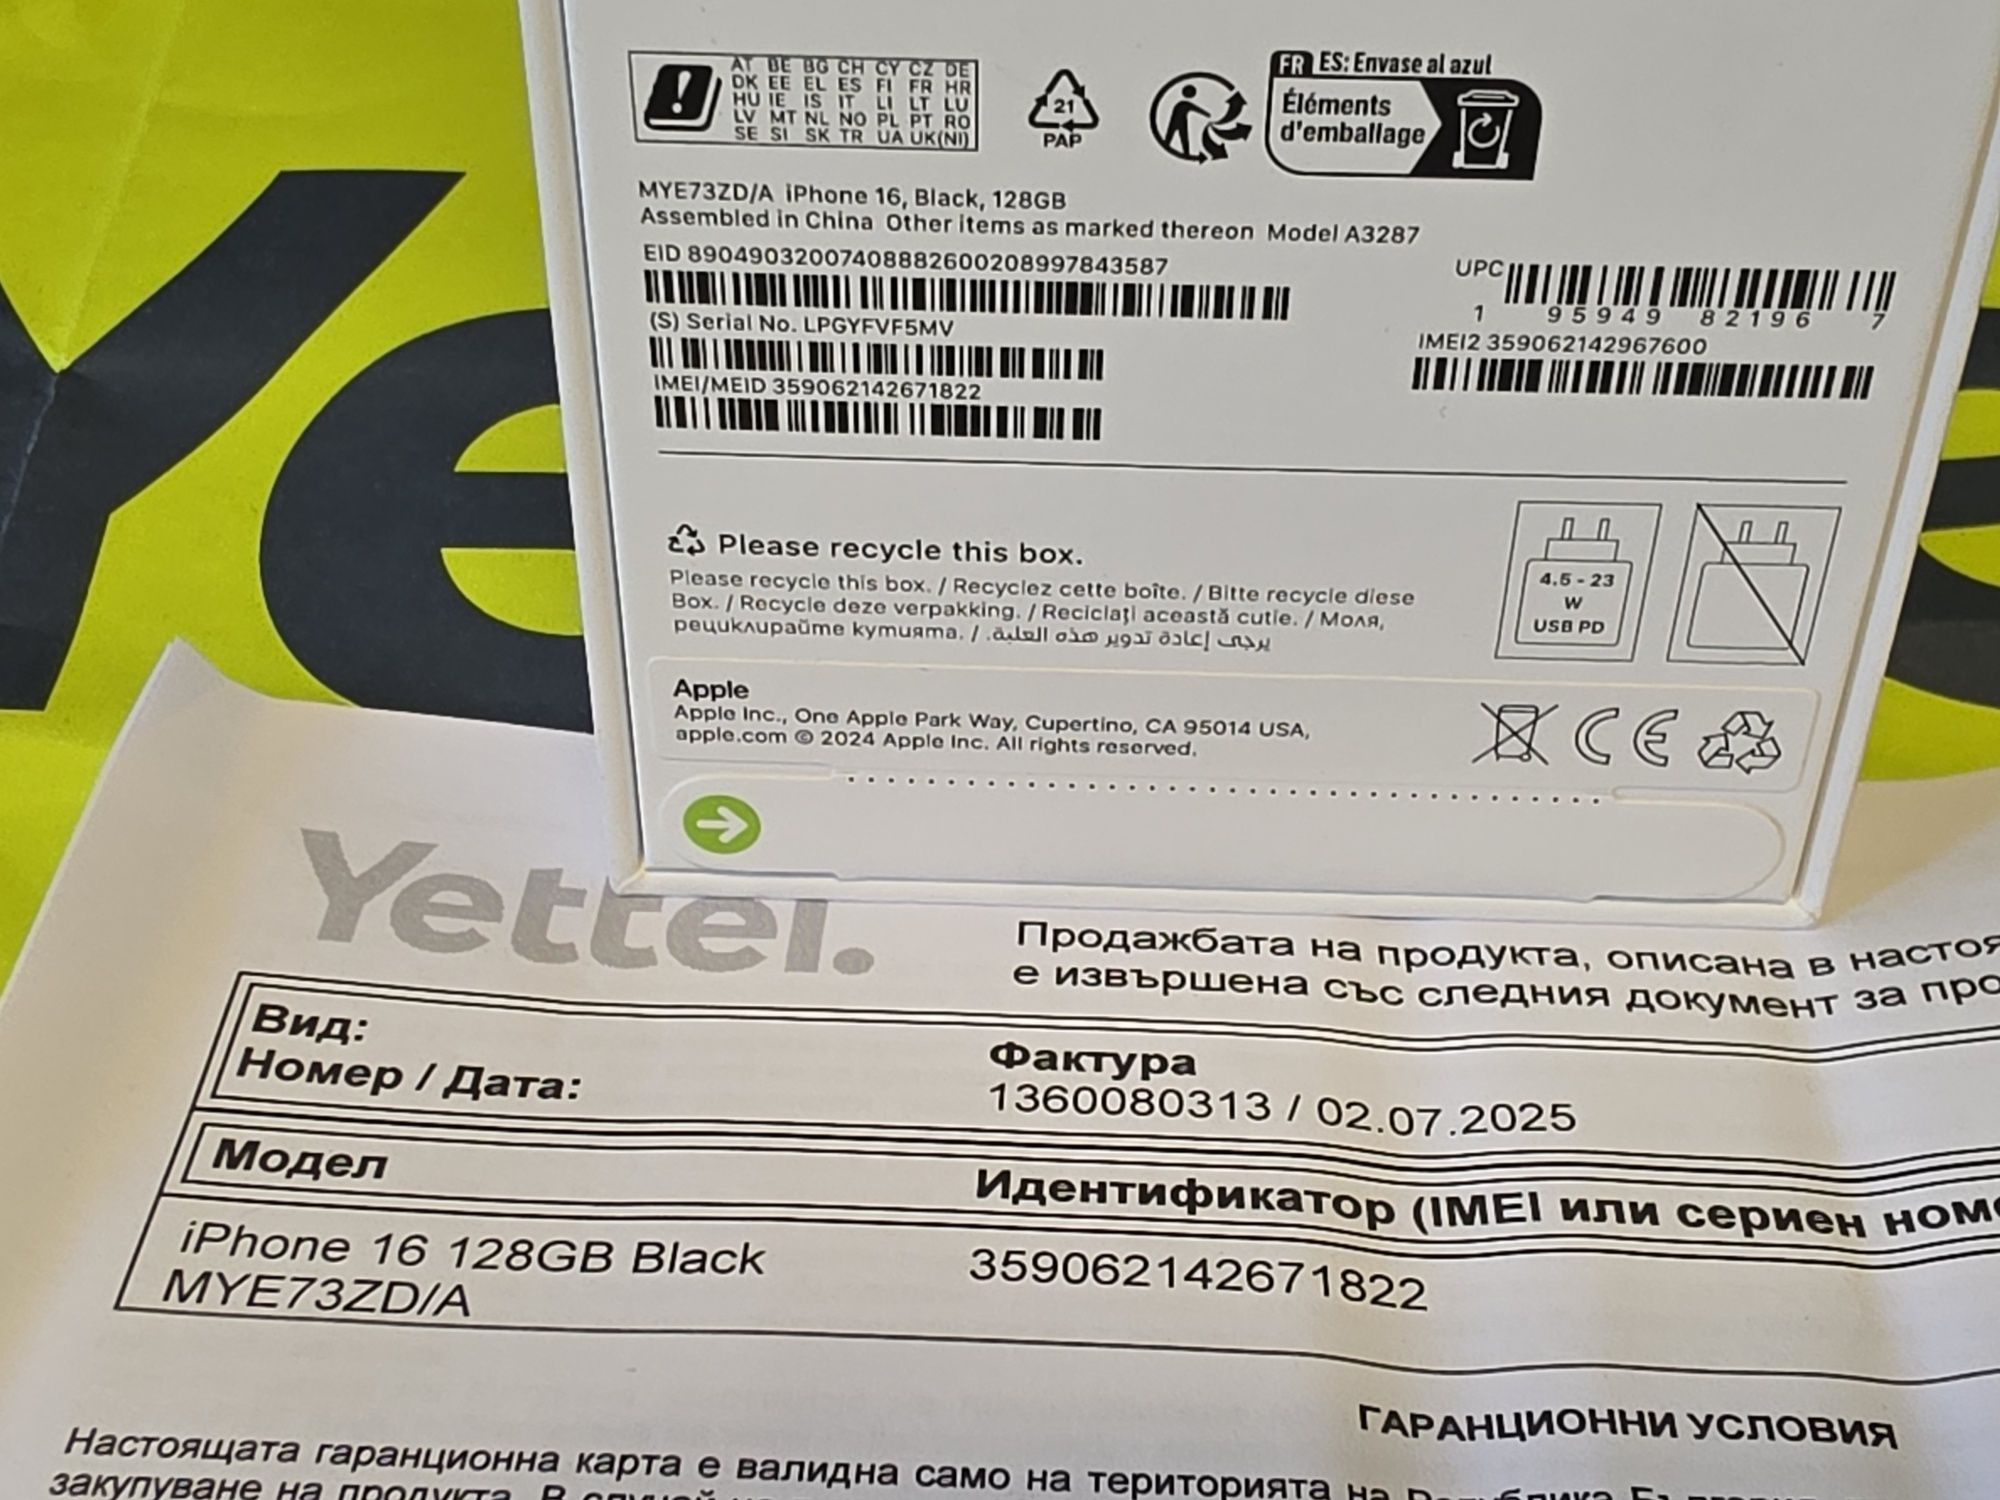 AT BE BG CH CY CZ DE
DK EE EL ES FI FR HR
HU IE IS IT LI LT LU
LV MT NL NO PL PT RO
SE SI SK TR UA UK(NI)
21
PAP
FR ES: Envase al azul
Éléments
d'emballage
MYE73ZD/A iPhone 16, Black, 128GB
Assembled in China Other items as marked thereon Model A3287
EID 89049032007408882600208997843587
UPC
1 95949 82196 7
(S) Serial No. LPGYFVF5MV
IMEI2 359062142967600
IMEI/MEID 359062142671822
Please recycle this box.
Please recycle this box. / Recyclez cette boîte. / Bitte recycle diese
Box. / Recycle deze verpakking. / Reciclați această cutie. / Моля,
рециклирайте кутията. / يرجى إعادة تدوير هذه العلبة.
4.5 - 23
W
USB PD
Apple
Apple Inc., One Apple Park Way, Cupertino, CA 95014 USA,
apple.com © 2024 Apple Inc. All rights reserved.
CE
Ye
Yettel.
Продажбата на продукта, описана в
е извършена със следния документ за
Вид:
Фактура
Номер / Дата:
1360080313 / 02.07.2025
Модел
Идентификатор (IMEI или сериен
iPhone 16 128GB Black
359062142671822
MYE73ZD/A
ГАРАНЦИОННИ УСЛОВИЯ
Настоящата гаранционна карта е валидна само на територията на
закупуване на продукта.